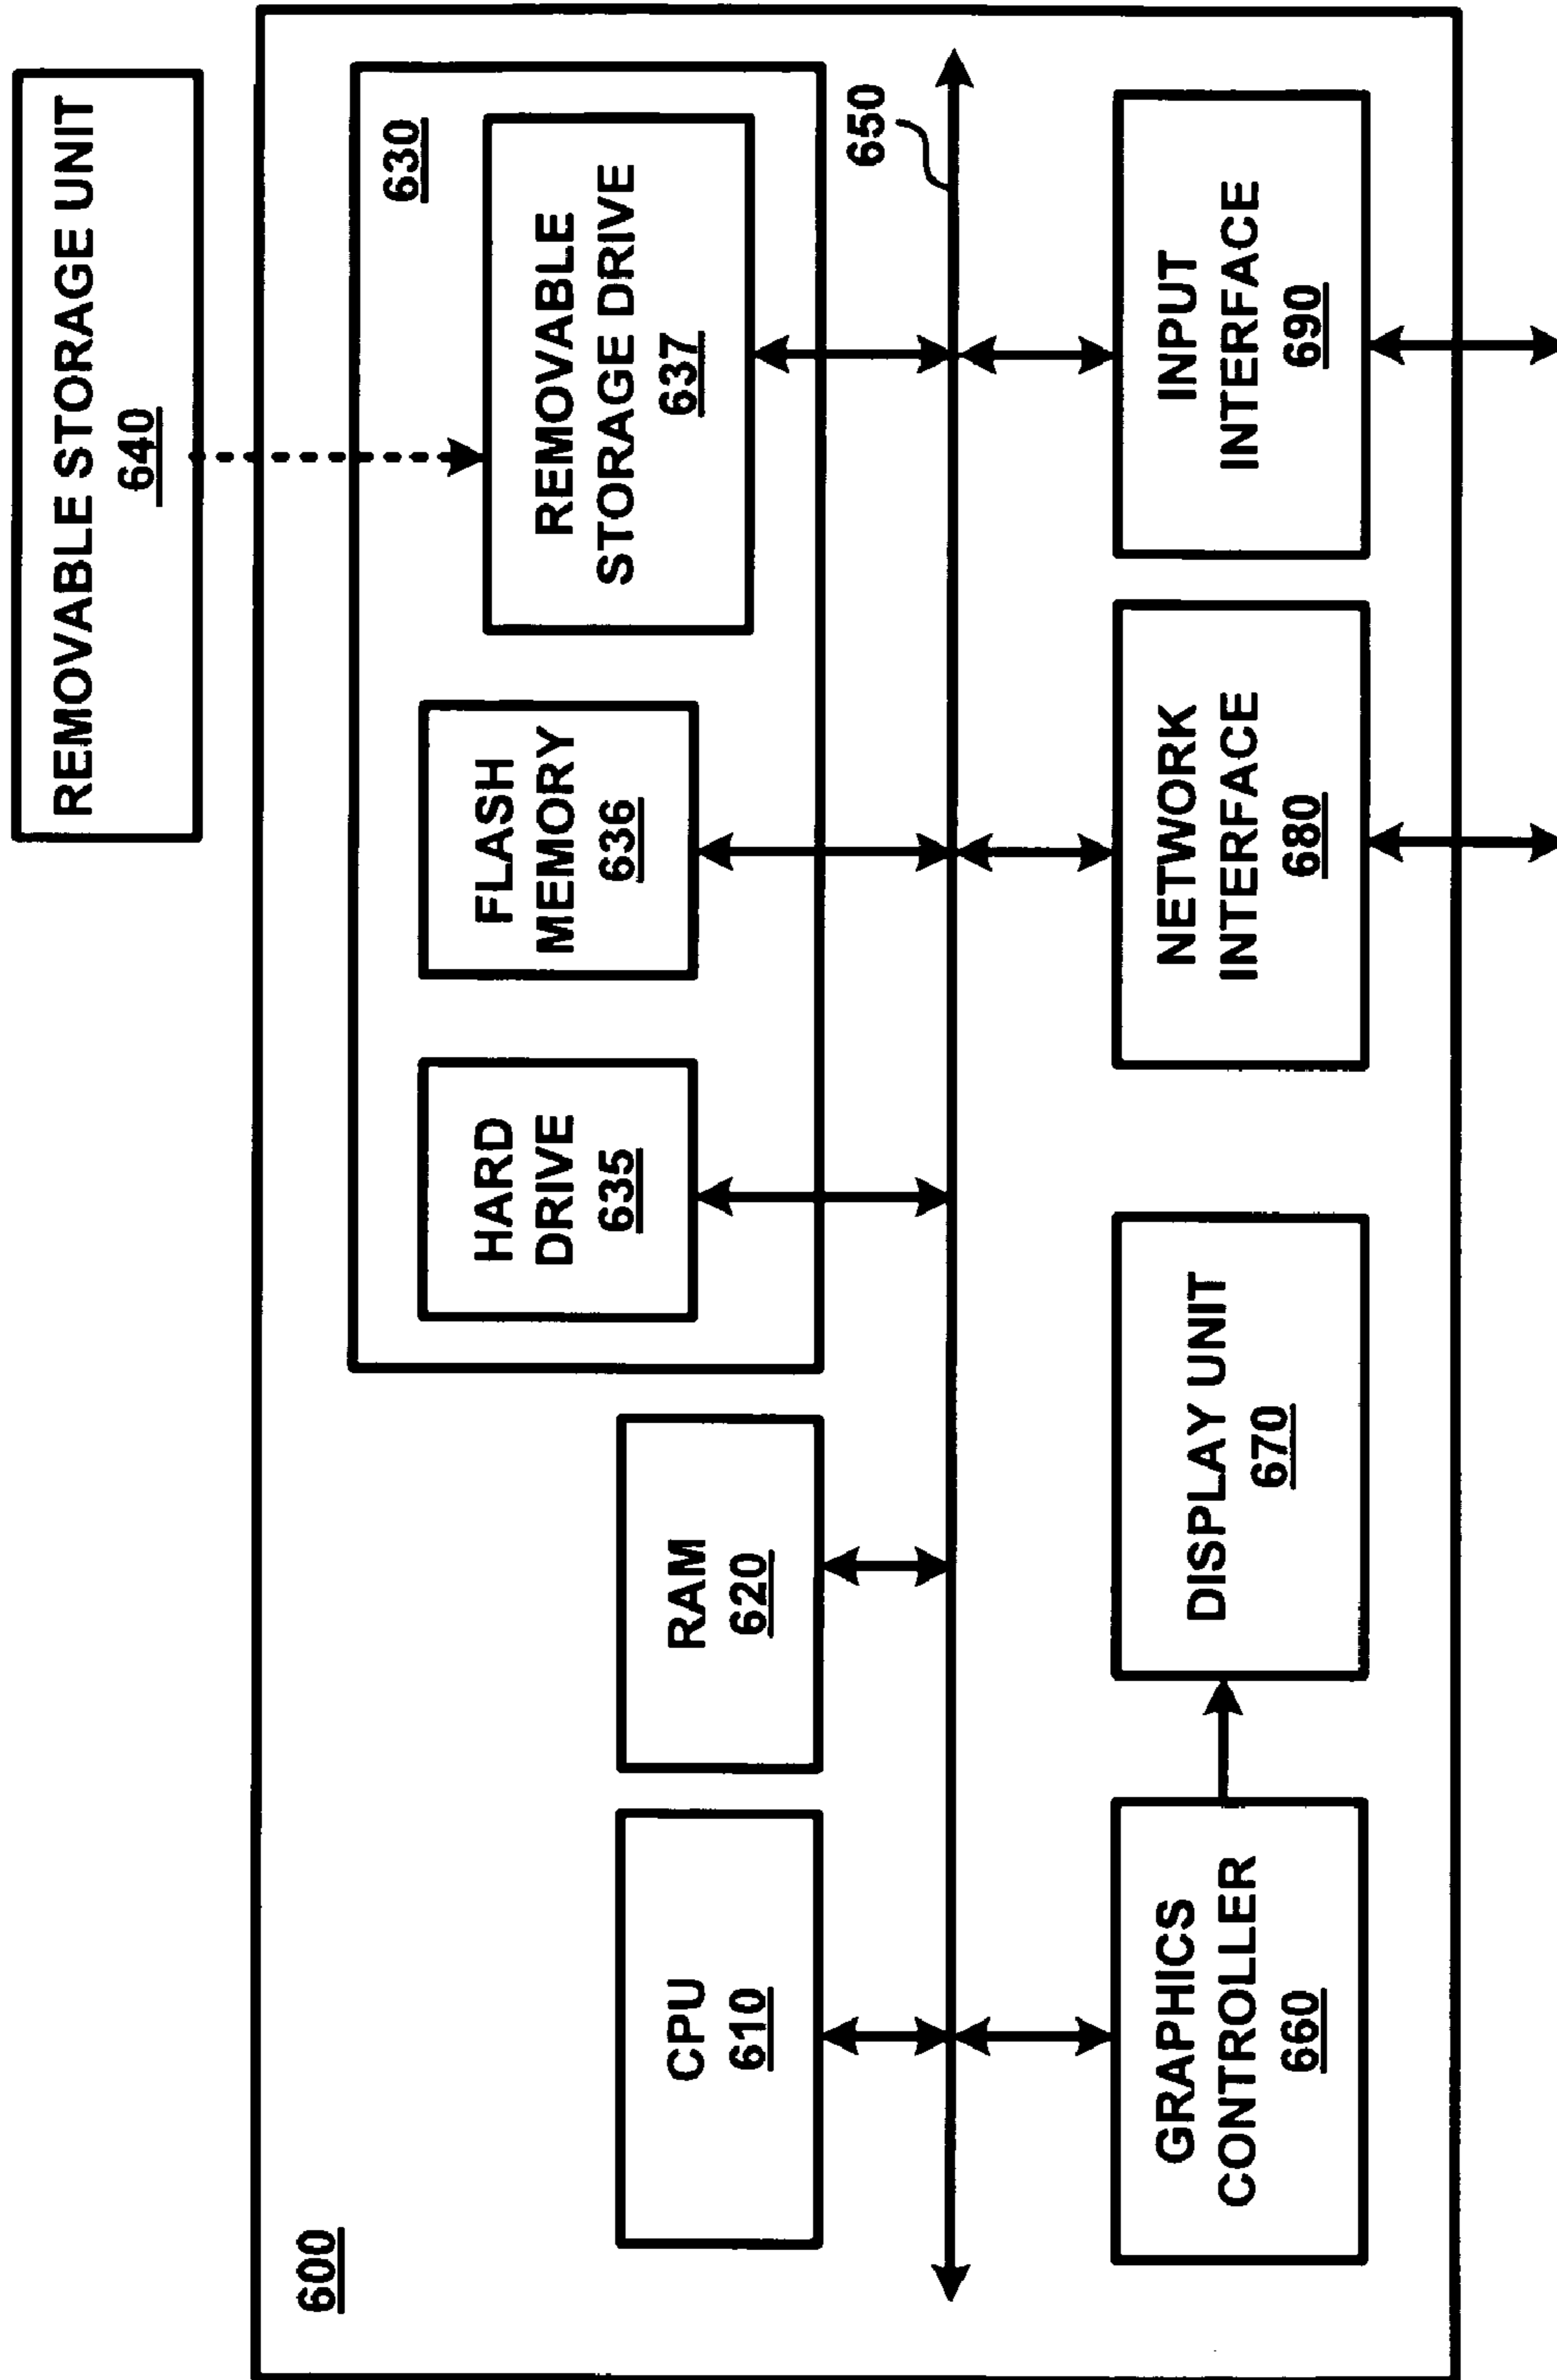 REMOVABLE STORAGE UNIT
640
600
630
HARD
DRIVE
635
FLASH
MEMORY
636
REMOVABLE
STORAGE DRIVE
637
CPU
610
RAM
620
650
GRAPHICS
CONTROLLER
660
DISPLAY UNIT
670
NETWORK
INTERFACE
680
INPUT
INTERFACE
690